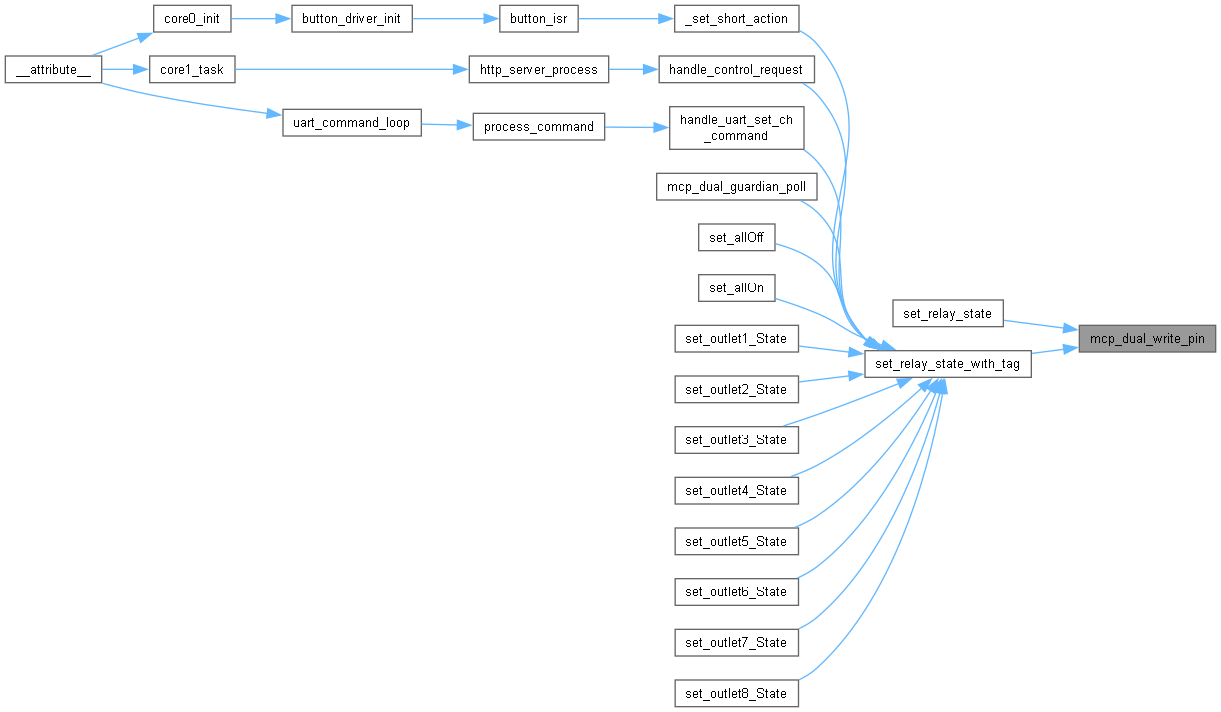 core0_init
button_driver_init
button_isr
_set_short_action
__attribute__
core1_task
http_server_process
handle_control_request
uart_command_loop
process_command
handle_uart_set_ch
_command
mcp_dual_guardian_poll
set_allOff
set_allOn
set_relay_state
set_outlet1_State
mcp_dual_write_pin
set_relay_state_with_tag
set_outlet2_State
set_outlet3_State
set_outlet4_State
set_outlet5_State
set_outlet6_State
set_outlet7_State
set_outlet8_State